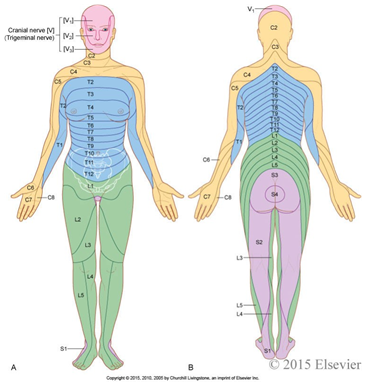 Cranial nerve [V]
(Trigeminal nerve)
[V₁]
[V₂]
[V₃]
C2
C3
C4
C5
T2
T3
T2
T4
T5
T6
T7
T8
T9
T10
T11
T12
T1
L1
C6
C7
C8
L2
L3
L4
L5
S1
A
V₁
C2
C3
C4
C5
T2
T3
T4
T5
T6
T7
T8
T9
T10
T11
T12
L1
L2
L3
L4
L5
S3
T2
T1
C6
C7
C8
S4
S2
L3
L5
L4
S1
B
© 2015 Elsevier
Copyright © 2015, 2010, 2005 by Churchill Livingstone, an imprint of Elsevier Inc.